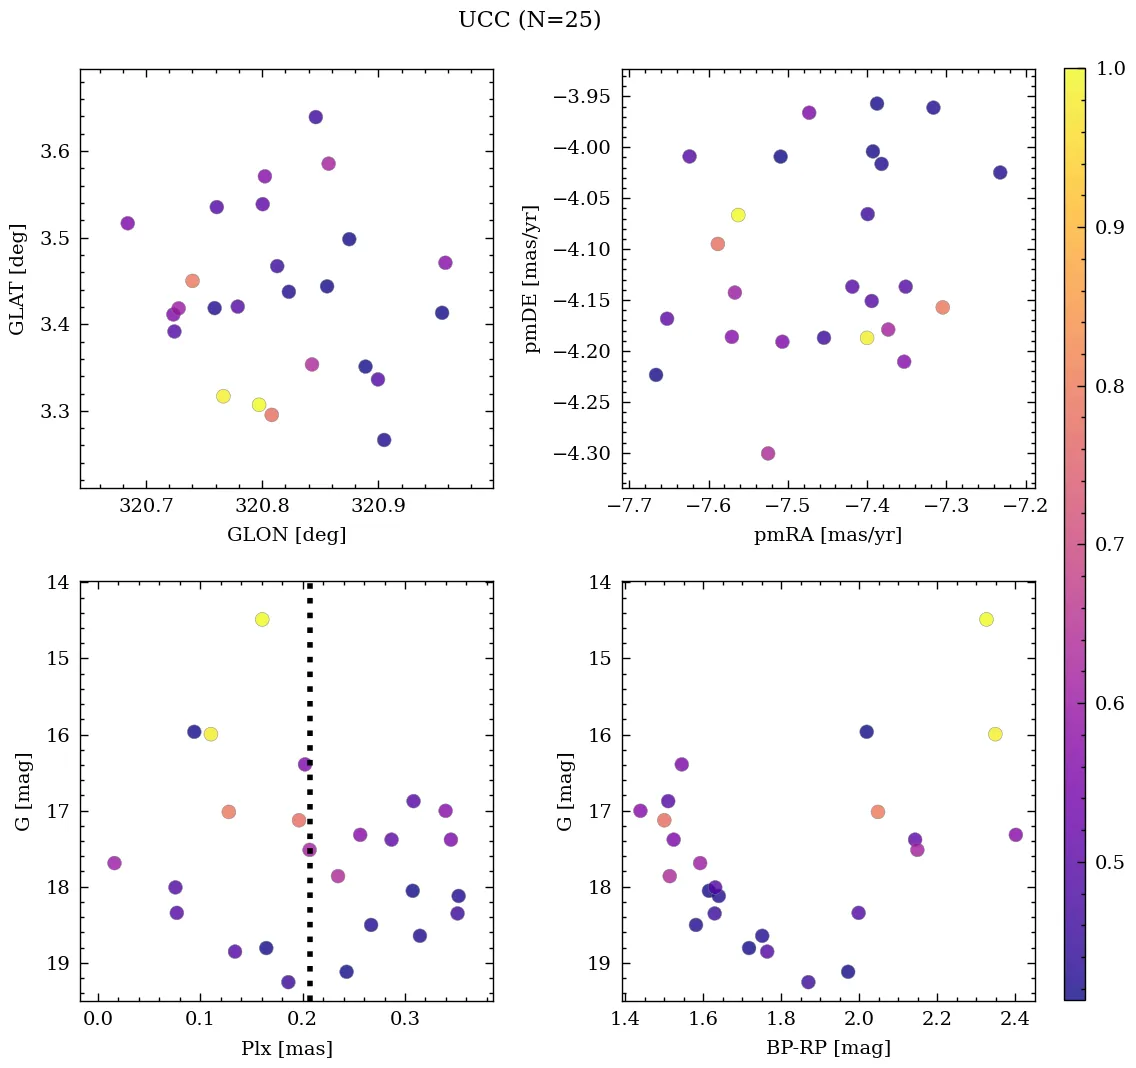 UCC (N=25)
3.6
3.5
3.4
3.3
GLAT [deg]
320.7 320.8 320.9
GLON [deg]
−3.95
−4.00
−4.05
−4.10
−4.15
−4.20
−4.25
−4.30
pmDE [mas/yr]
−7.7 −7.6 −7.5 −7.4 −7.3 −7.2
pmRA [mas/yr]
14
15
16
17
18
19
G [mag]
0.0 0.1 0.2 0.3
Plx [mas]
14
15
16
17
18
19
G [mag]
1.4 1.6 1.8 2.0 2.2 2.4
BP-RP [mag]
1.0
0.9
0.8
0.7
0.6
0.5